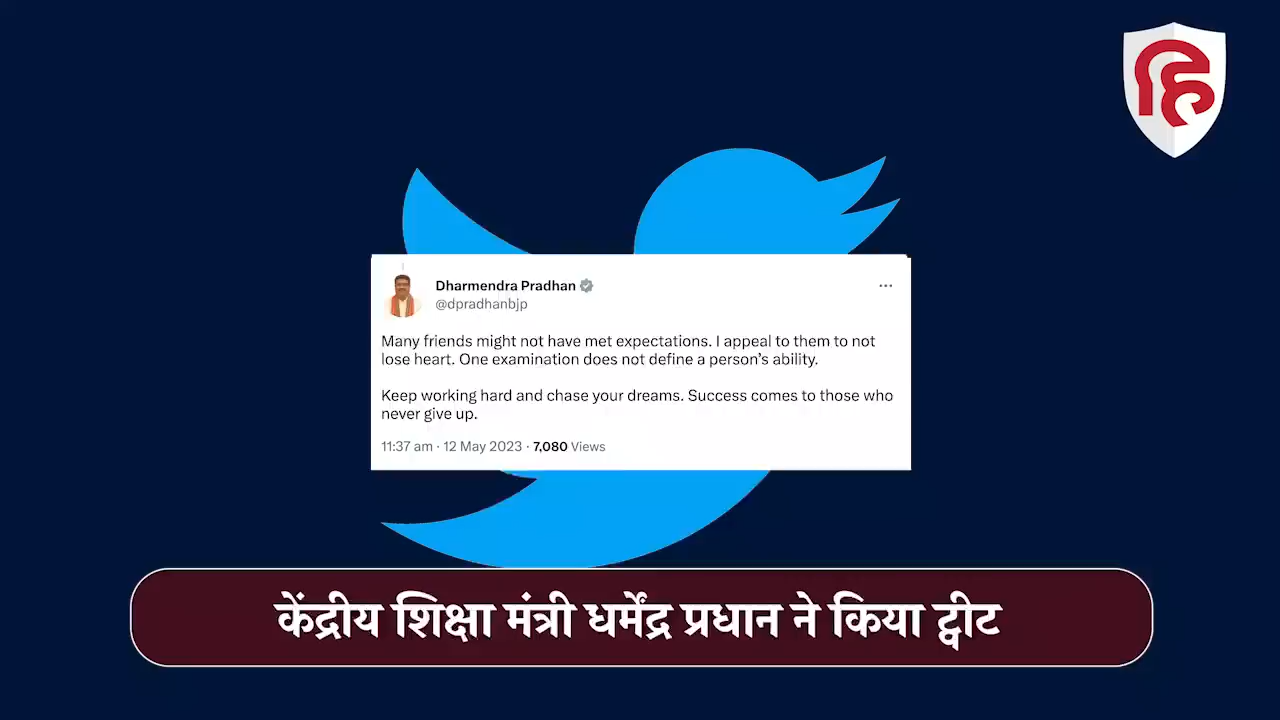 हि
Dharmendra Pradhan
@dpradhanbjp
Many friends might not have met expectations. I appeal to them to not
lose heart. One examination does not define a person’s ability.
Keep working hard and chase your dreams. Success comes to those who
never give up.
11:37 am · 12 May 2023 · 7,080 Views
केंद्रीय शिक्षा मंत्री धर्मेंद्र प्रधान ने किया ट्वीट